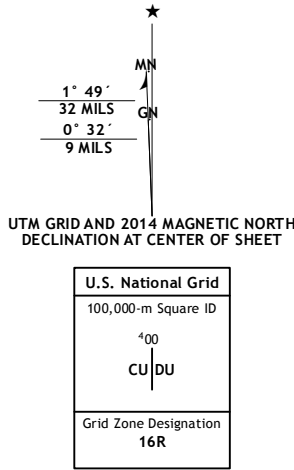 ★
MN
1° 49´
32 MILS
GN
0° 32´
9 MILS
UTM GRID AND 2014 MAGNETIC NORTH
DECLINATION AT CENTER OF SHEET
U.S. National Grid
100,000-m Square ID
⁴00
CU DU
Grid Zone Designation
16R